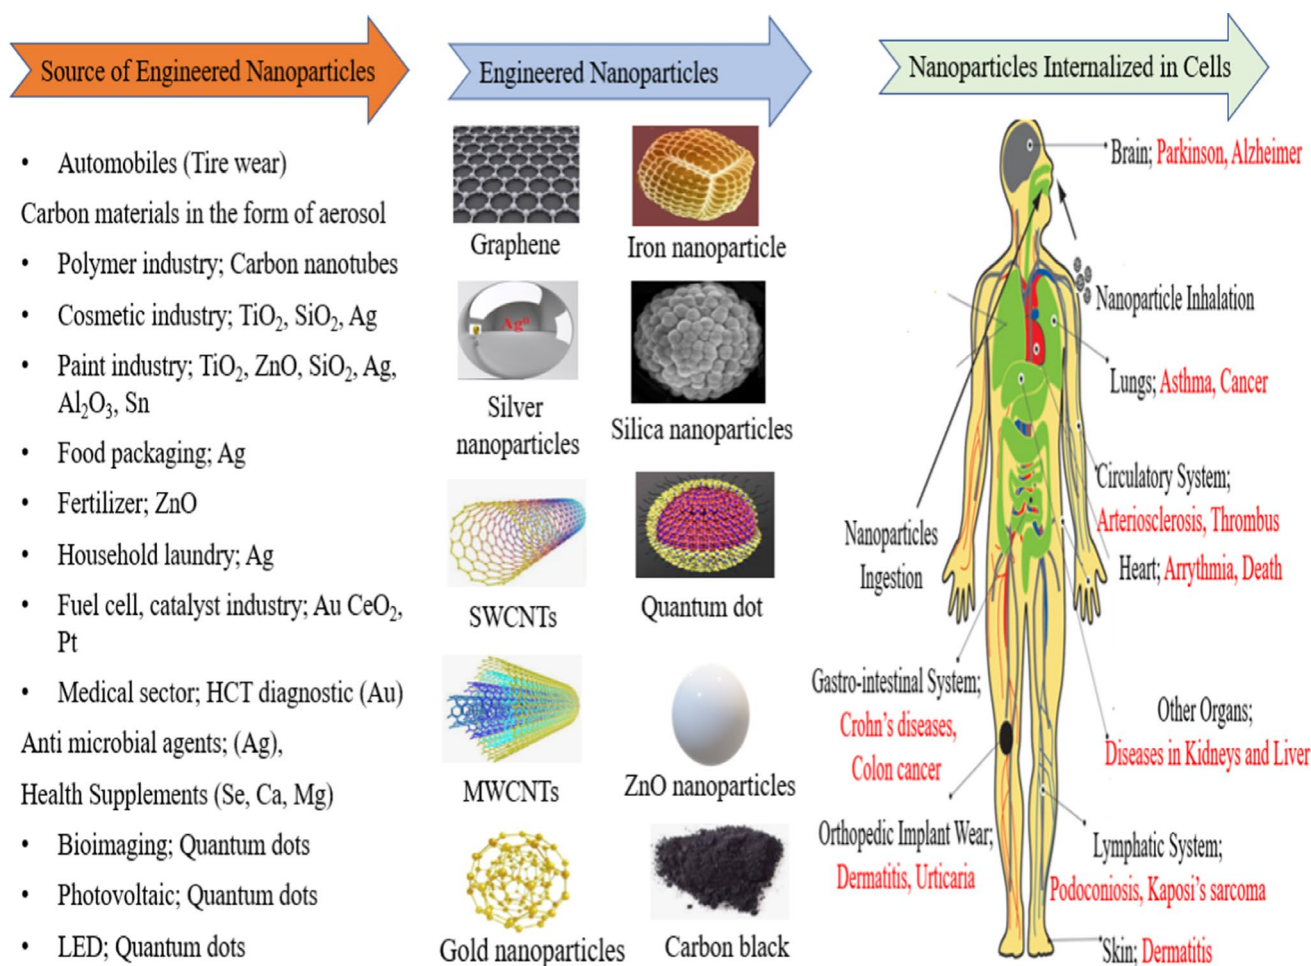 Source of Engineered Nanoparticles
• Automobiles (Tire wear)
Carbon materials in the form of aerosol
• Polymer industry; Carbon nanotubes
• Cosmetic industry; TiO₂, SiO₂, Ag
• Paint industry; TiO₂, ZnO, SiO₂, Ag,
Al₂O₃, Sn
• Food packaging; Ag
• Fertilizer; ZnO
• Household laundry; Ag
• Fuel cell, catalyst industry; Au CeO₂,
Pt
• Medical sector; HCT diagnostic (Au)
Anti microbial agents; (Ag),
Health Supplements (Se, Ca, Mg)
• Bioimaging; Quantum dots
• Photovoltaic; Quantum dots
• LED; Quantum dots
Engineered Nanoparticles
Graphene
Iron nanoparticle
Ag⁰
Silver
nanoparticles
Silica nanoparticles
SWCNTs
Quantum dot
MWCNTs
ZnO nanoparticles
Gold nanoparticles
Carbon black
Nanoparticles Internalized in Cells
Brain; Parkinson, Alzheimer
Nanoparticle Inhalation
Lungs; Asthma, Cancer
Circulatory System;
Arteriosclerosis, Thrombus
Heart; Arrythmia, Death
Nanoparticles
Ingestion
Gastro-intestinal System;
Crohn's diseases,
Colon cancer
Other Organs;
Diseases in Kidneys and Liver
Orthopedic Implant Wear;
Dermatitis, Urticaria
Lymphatic System;
Podoconiosis, Kaposi's sarcoma
Skin; Dermatitis